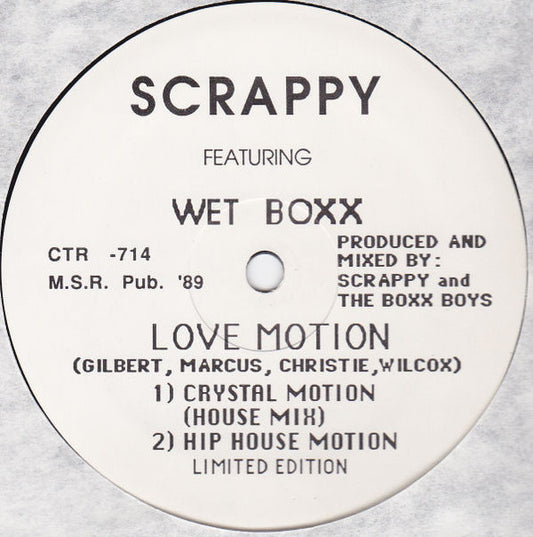 SCRAPPY
FEATURING
WET BOXX
CTR -714
M.S.R. Pub. '89
PRODUCED AND
MIXED BY:
SCRAPPY and
THE BOXX BOYS
LOVE MOTION
(GILBERT, MARCUS, CHRISTIE,WILCOX)
1) CRYSTAL MOTION
(HOUSE MIX)
2) HIP HOUSE MOTION
LIMITED EDITION